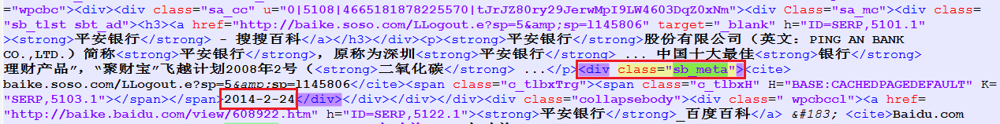 ="wpcbc"><div><div class="sa_cc" u="0|5108|4665181878225570|tJrJZ80ry29JerwMpI9LW4603DqZ0xNm"><div Class="sa_mc"><div class=
"sb_tlst sbt_ad"><h3><a href="http://baike.soso.com/LLogout.e?sp=5&amp;sp=l145806" target="_blank" h="ID=SERP,5101.1"
><strong>平安银行</strong> - 搜搜百科</a></h3></div><p><strong>平安银行</strong>股份有限公司（英文：PING AN BANK
CO.,LTD.）简称<strong>平安银行</strong>，原称为深圳<strong>平安银行</strong> ... 中国十大最佳<strong>银行</strong>
理财产品”，“聚财宝”飞越计划2008年2号（<strong>二氧化碳</strong> ...</p><div class="sb_meta"><cite>
baike.soso.com/LLogout.e?sp=5&amp;sp=l145806</cite><span class="c_tlbxTrg"><span class="c_tlbxH" H="BASE:CACHEDPAGEDEFAULT" K=
"SERP,5103.1"></span></span>2014-2-24</div></div></div></div><div class="collapsebody"><div class=" wpcbccl"><a href=
"http://baike.baidu.com/view/608922.htm" h="ID=SERP,5122.1"><strong>平安银行</strong>_百度百科</a> &#183; <cite>Baidu.com